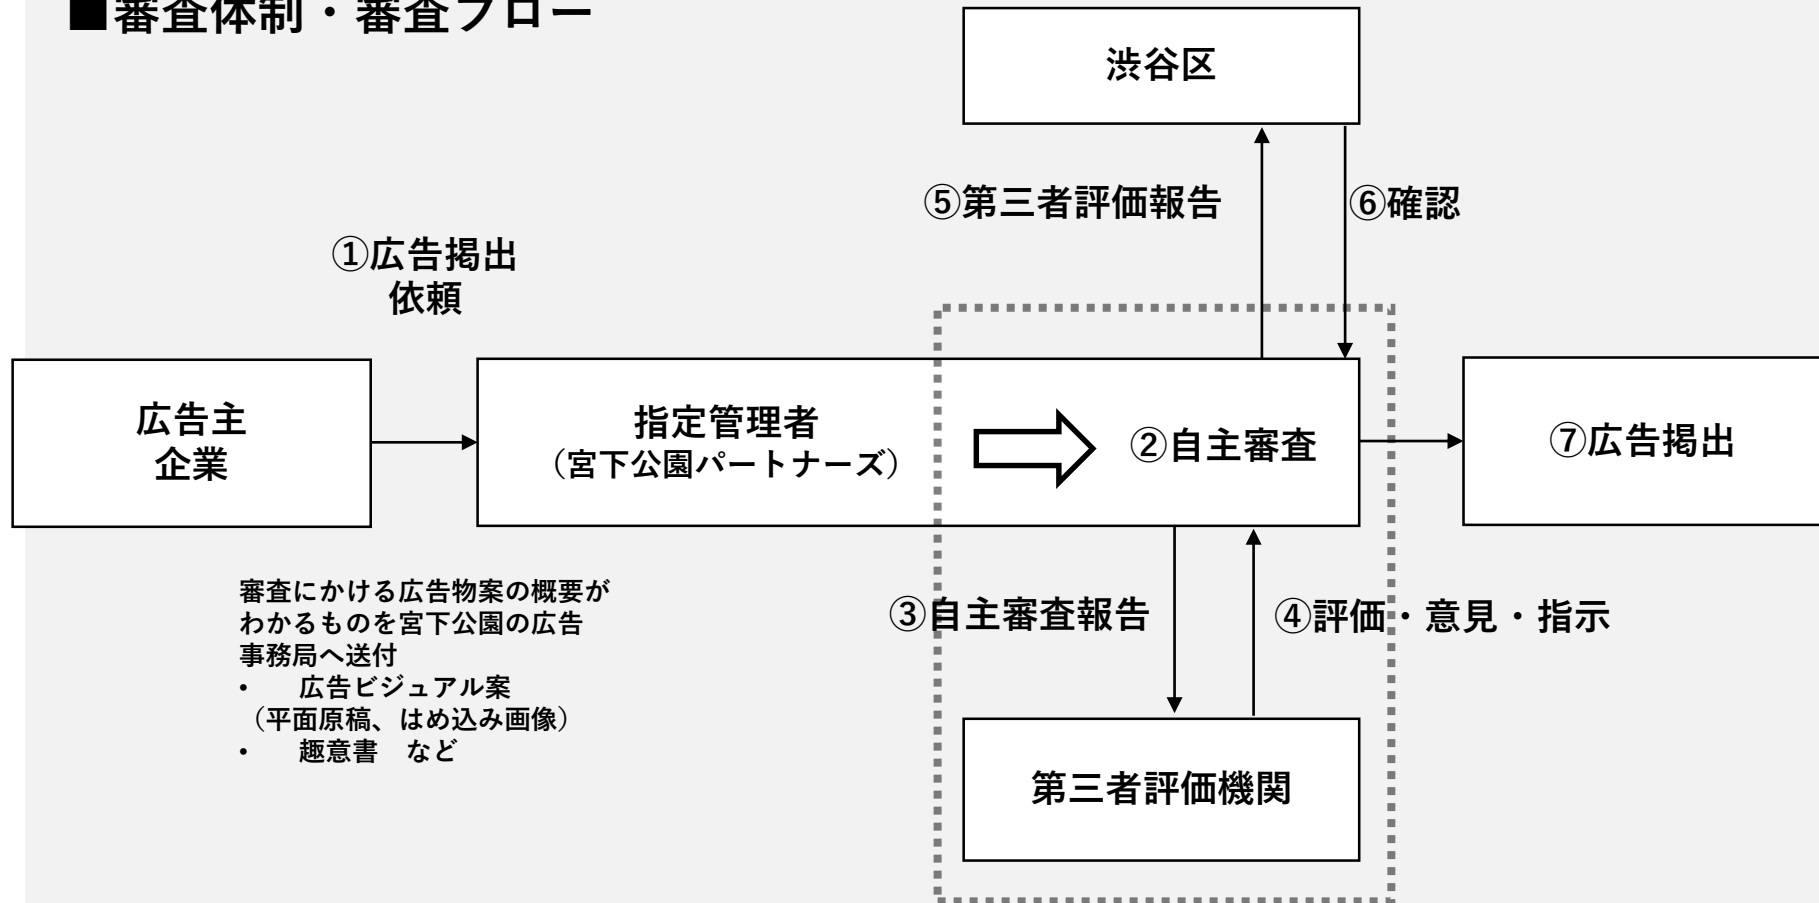 ■審査体制・審査フロー
渋谷区
⑤第三者評価報告
⑥確認
①広告掲出
依頼
広告主
企業
指定管理者
（宮下公園パートナーズ）
②自主審査
⑦広告掲出
審査にかける広告物案の概要が
わかるものを宮下公園の広告
事務局へ送付
• 広告ビジュアル案
（平面原稿、はめ込み画像）
• 趣意書　など
③自主審査報告
④評価・意見・指示
第三者評価機関